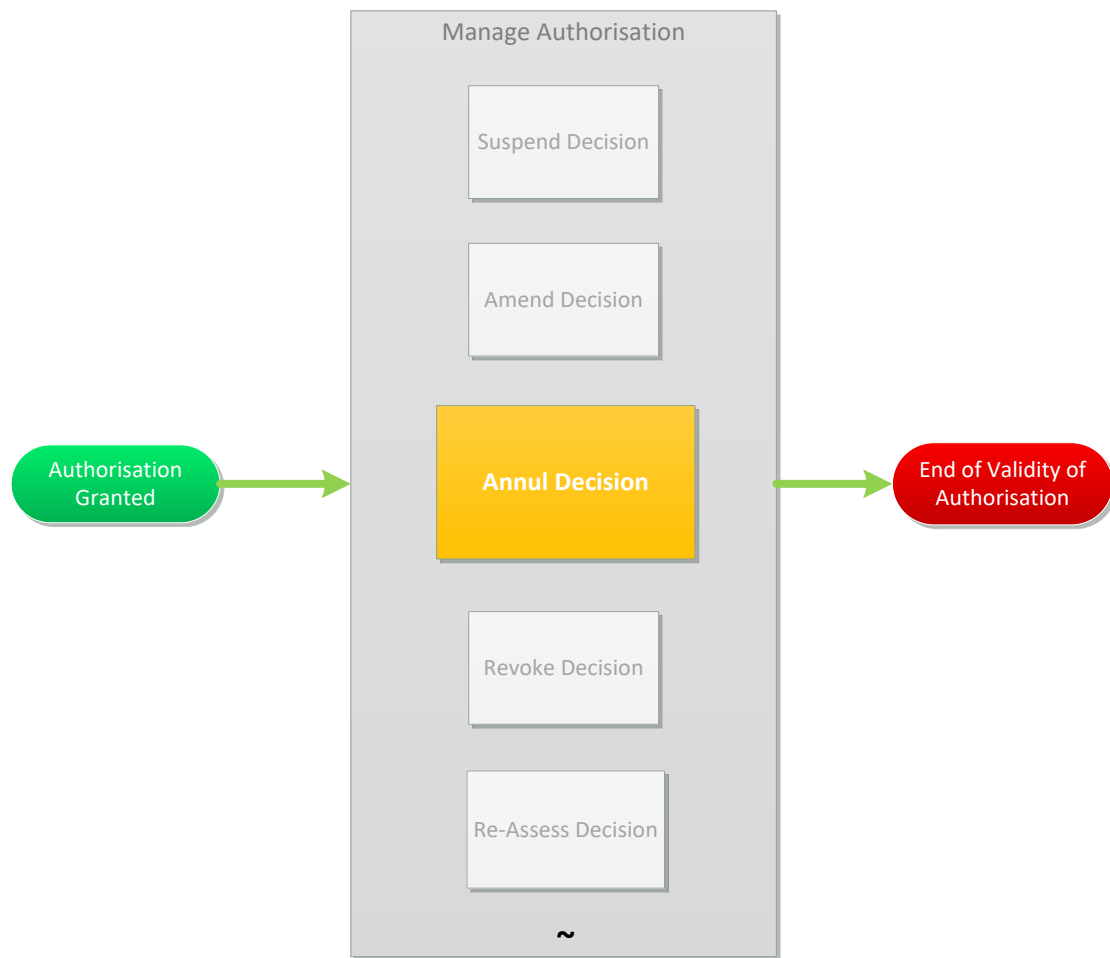 Manage Authorisation
Suspend Decision
Amend Decision
Authorisation
Granted
Annul Decision
End of Validity of
Authorisation
Revoke Decision
Re-Assess Decision
~